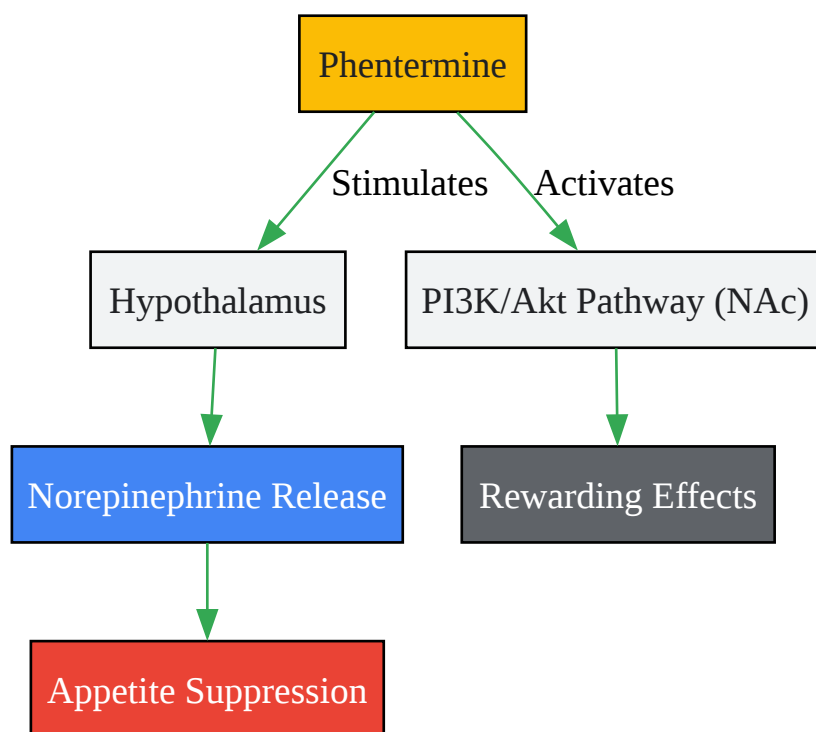 Phentermine
Stimulates
Activates
Hypothalamus
PI3K/Akt Pathway (NAc)
Norepinephrine Release
Rewarding Effects
Appetite Suppression